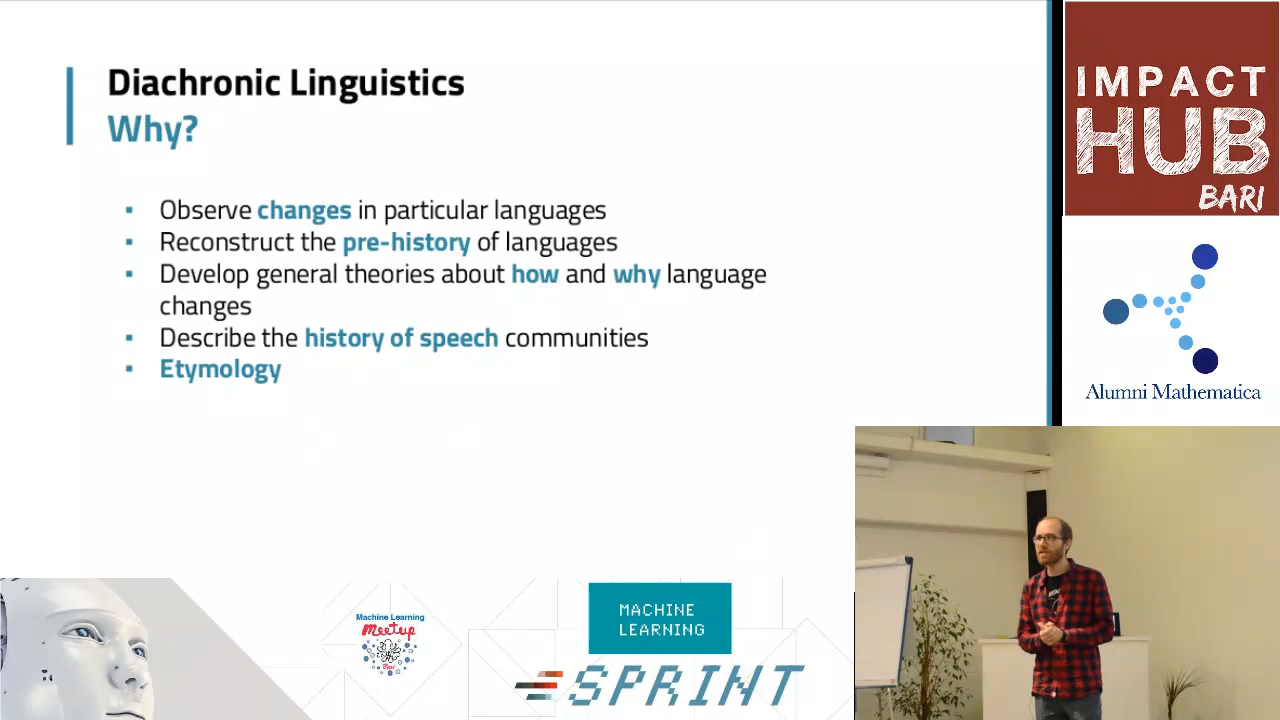 Diachronic Linguistics
Why?
▪ Observe changes in particular languages
▪ Reconstruct the pre-history of languages
▪ Develop general theories about how and why language
changes
▪ Describe the history of speech communities
▪ Etymology
IMPACT
HUB
BARI
Alumni Mathematica
Machine Learning
Meetup
Bari
MACHINE
LEARNING
SPRINT